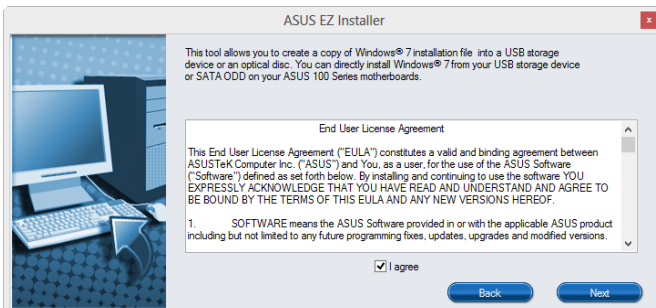 ASUS EZ Installer
x
This tool allows you to create a copy of Windows® 7 installation file into a USB storage
device or an optical disc. You can directly install Windows® 7 from your USB storage device
or SATA ODD on your ASUS 100 Series motherboards.
End User License Agreement
This End User License Agreement ("EULA") constitutes a valid and binding agreement between
ASUSTeK Computer Inc. ("ASUS") and You, as a user, for the use of the ASUS Software
("Software") defined as set forth below. By installing and continuing to use the software YOU
EXPRESSLY ACKNOWLEDGE THAT YOU HAVE READ AND UNDERSTAND AND AGREE TO
BE BOUND BY THE TERMS OF THIS EULA AND ANY NEW VERSIONS HEREOF.
1. SOFTWARE means the ASUS Software provided in or with the applicable ASUS product
including but not limited to any future programming fixes, updates, upgrades and modified versions.
I agree
Back Next